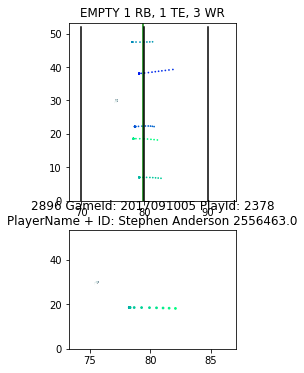 EMPTY 1 RB, 1 TE, 3 WR
50
40
30
20
10
0
70 80 90
2896 GameId: 2017091005 PlayId: 2378
PlayerName + ID: Stephen Anderson 2556463.0
40
20
0
75 80 85